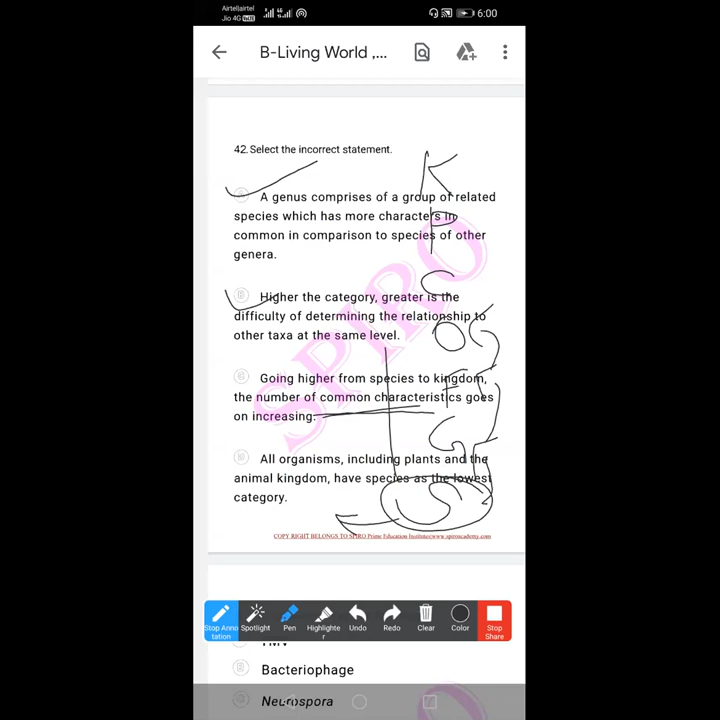 Airtel|airtel
Jio 4G VoLTE
6:00
B-Living World ,...
42. Select the incorrect statement.
A genus comprises of a group of related
species which has more characters in
common in comparison to species of other
genera.
Higher the category, greater is the
difficulty of determining the relationship to
other taxa at the same level.
Going higher from species to kingdom,
the number of common characteristics goes
on increasing.
All organisms, including plants and the
animal kingdom, have species as the lowest
category.
K
P
C
O
F
G
S
SPIRO
COPY RIGHT BELONGS TO SPIRO Prime Education Institutes|www.spiroacademy.com
Stop Annotation
Spotlight
Pen
Highlighter
Undo
Redo
Clear
Color
Stop Share
Bacteriophage
Neurospora